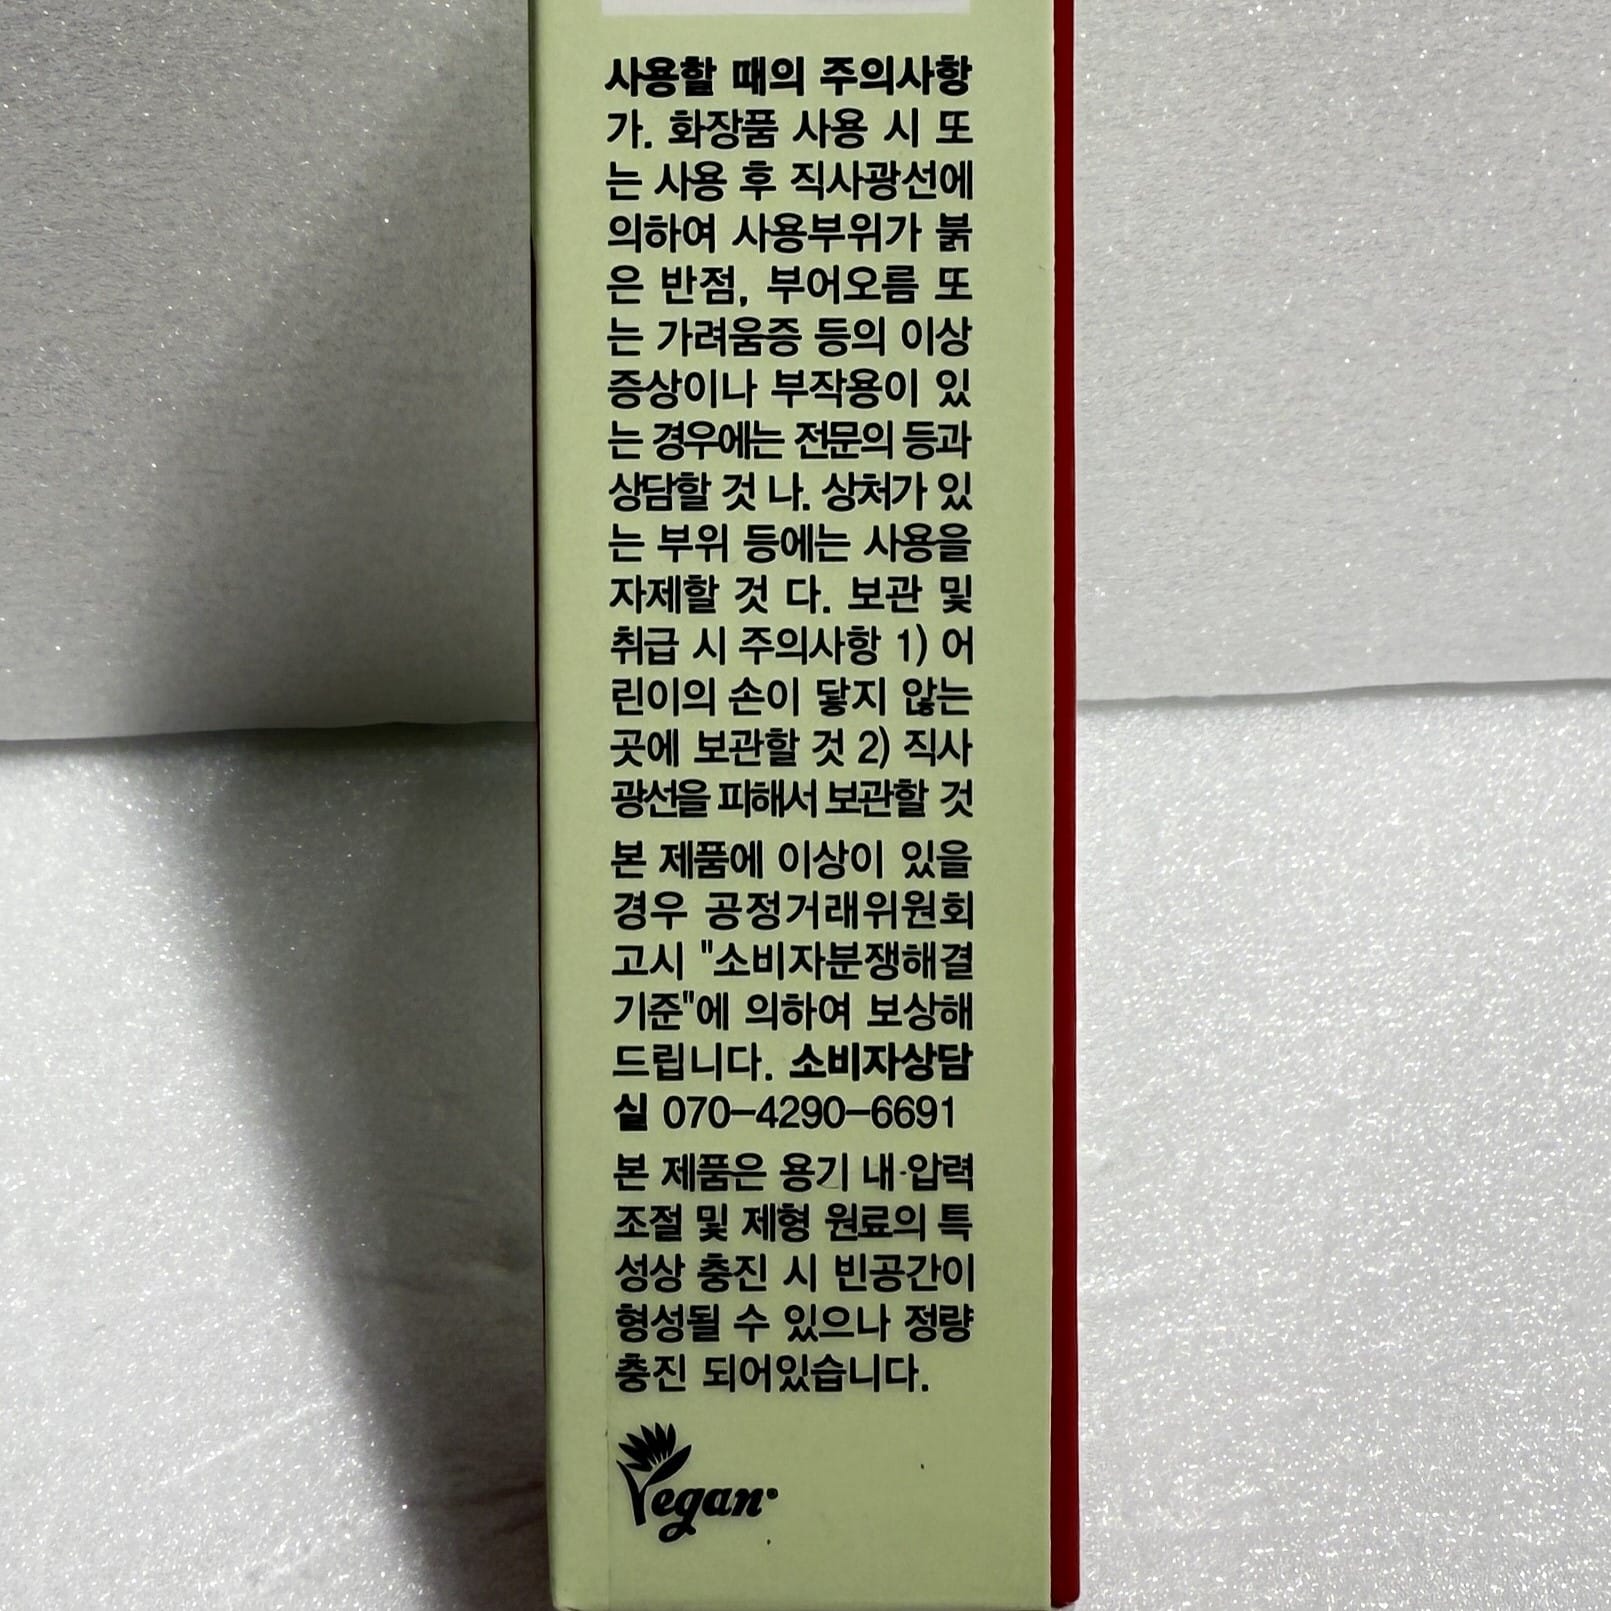 사용할 때의 주의사항
가. 화장품 사용 시 또
는 사용 후 직사광선에
의하여 사용부위가 붉
은 반점, 부어오름 또
는 가려움증 등의 이상
증상이나 부작용이 있
는 경우에는 전문의 등과
상담할 것 나. 상처가 있
는 부위 등에는 사용을
자제할 것 다. 보관 및
취급 시 주의사항 1) 어
린이의 손이 닿지 않는
곳에 보관할 것 2) 직사
광선을 피해서 보관할 것
본 제품에 이상이 있을
경우 공정거래위원회
고시 "소비자분쟁해결
기준"에 의하여 보상해
드립니다. 소비자상담
실 070-4290-6691
본 제품은 용기 내 압력
조절 및 제형 원료의 특
성상 충진 시 빈공간이
형성될 수 있으나 정량
충진 되어있습니다.
Vegan